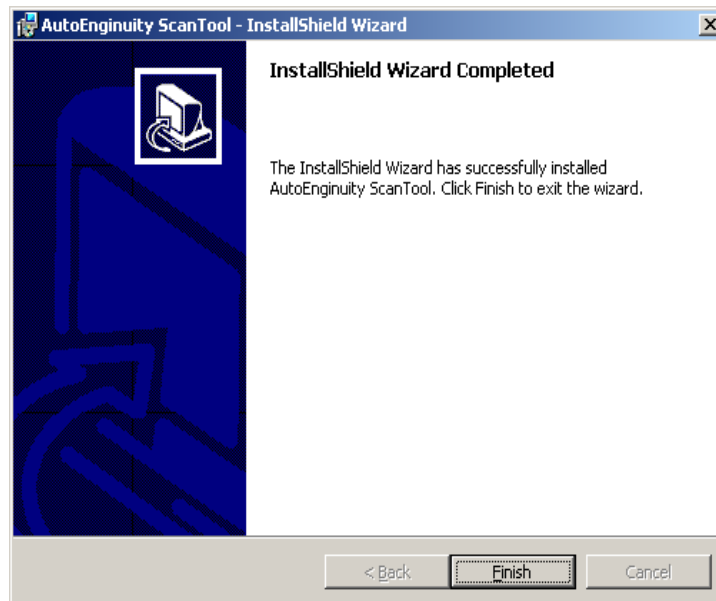 AutoEnginuity ScanTool - InstallShield Wizard
InstallShield Wizard Completed
The InstallShield Wizard has successfully installed
AutoEnginuity ScanTool. Click Finish to exit the wizard.
< Back
Finish
Cancel